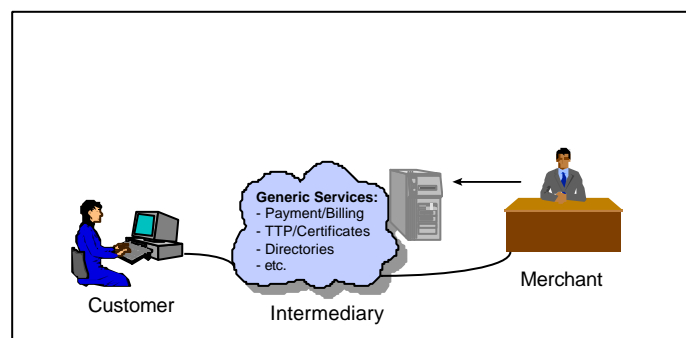 Generic Services:
- Payment/Billing
- TTP/Certificates
- Directories
- etc.
Customer
Intermediary
Merchant